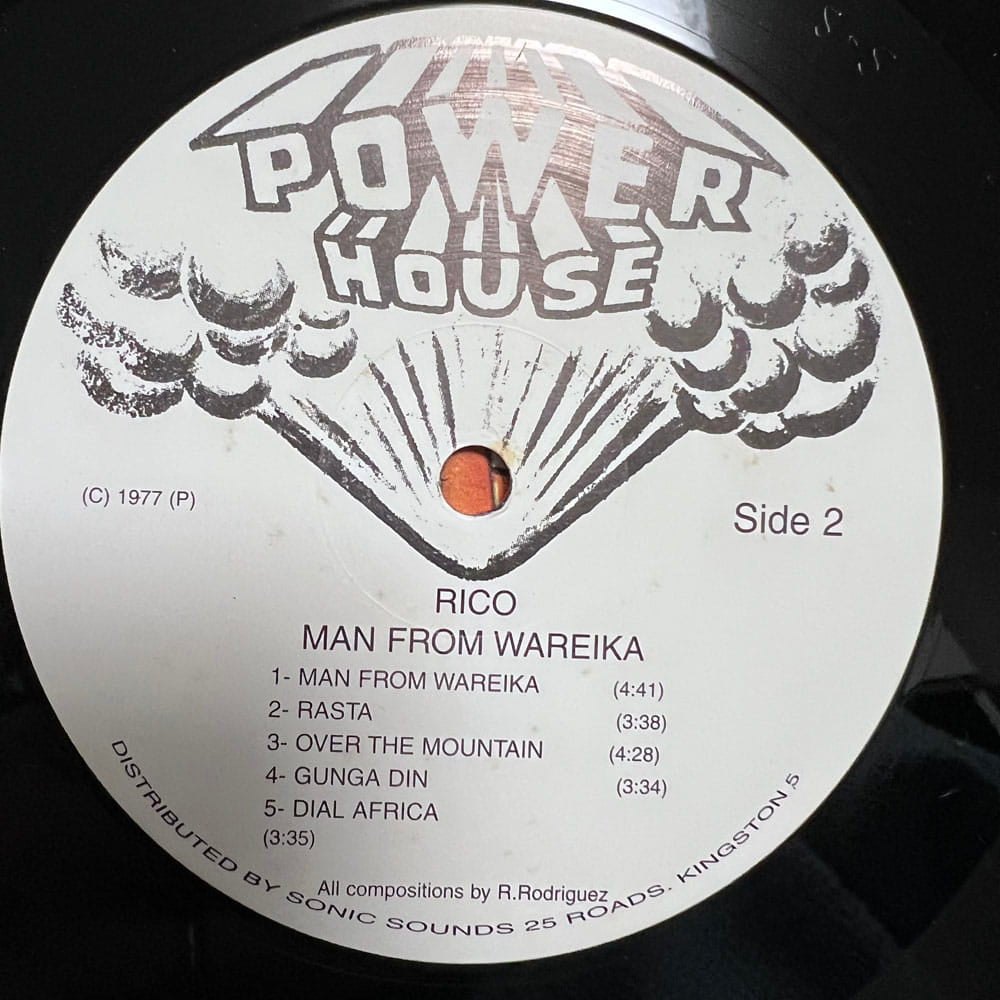 POWER
HOUSE
(C) 1977 (P)
Side 2
RICO
MAN FROM WAREIKA
1- MAN FROM WAREIKA (4:41)
2- RASTA (3:38)
3- OVER THE MOUNTAIN (4:28)
4- GUNGA DIN (3:34)
5- DIAL AFRICA
(3:35)
All compositions by R.Rodriguez
DISTRIBUTED BY SONIC SOUNDS 25 ROADS. KINGSTON ,5